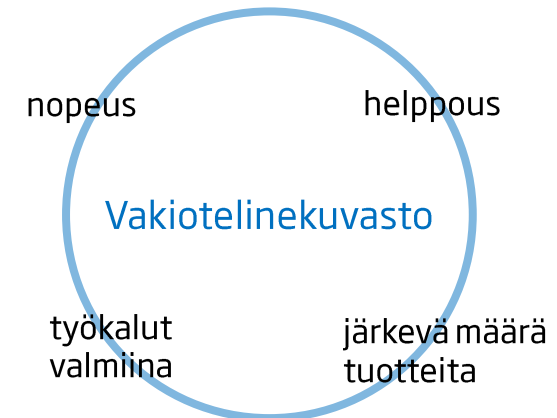 nopeus
helppous
Vakiotelinekuvasto
työkalut
valmiina
järkevä määrä
tuotteita